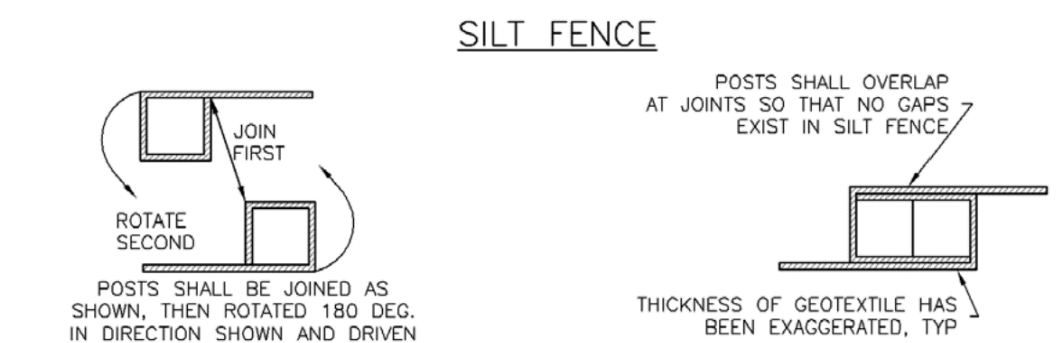 SILT FENCE
JOIN
FIRST
ROTATE
SECOND
POSTS SHALL BE JOINED AS
SHOWN, THEN ROTATED 180 DEG.
IN DIRECTION SHOWN AND DRIVEN
POSTS SHALL OVERLAP
AT JOINTS SO THAT NO GAPS
EXIST IN SILT FENCE
THICKNESS OF GEOTEXTILE HAS
BEEN EXAGGERATED, TYP